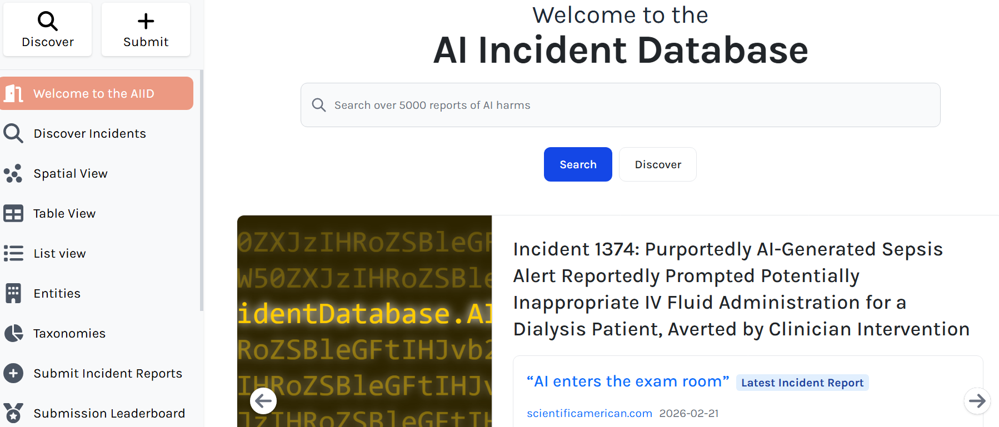 Discover
Submit
Welcome to the AIID
Discover Incidents
Spatial View
Table View
List view
Entities
Taxonomies
Submit Incident Reports
Submission Leaderboard
Welcome to the
AI Incident Database
Search over 5000 reports of AI harms
Search
Discover
0ZXJzIHRoZSBleGF
W50ZXJzIHRoZSBle
identDatabase.AI
RoZSBleGFtIHJvb2
IHRoZSBleGFtIHJv
JzIHRoZSBleGFtIH
Incident 1374: Purportedly AI-Generated Sepsis
Alert Reportedly Prompted Potentially
Inappropriate IV Fluid Administration for a
Dialysis Patient, Averted by Clinician Intervention
“AI enters the exam room” Latest Incident Report
scientificamerican.com 2026-02-21